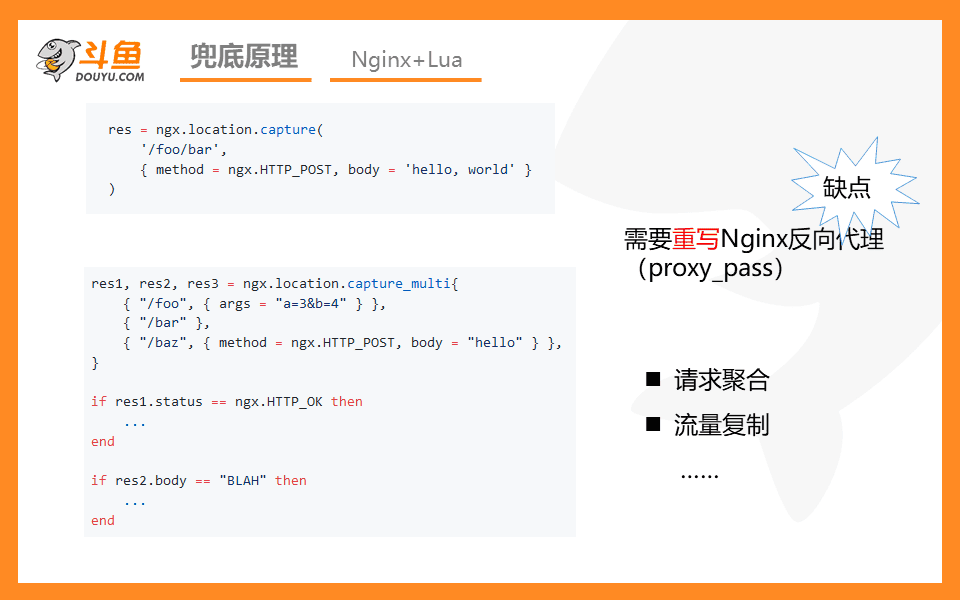 斗鱼
DOUYU.COM
兜底原理
Nginx+Lua
res = ngx.location.capture(
'/foo/bar',
{ method = ngx.HTTP_POST, body = 'hello, world' }
)
缺点
需要重写Nginx反向代理
（proxy_pass）
res1, res2, res3 = ngx.location.capture_multi{
{ "/foo", { args = "a=3&b=4" } },
{ "/bar" },
{ "/baz", { method = ngx.HTTP_POST, body = "hello" } },
}
if res1.status == ngx.HTTP_OK then
...
end
if res2.body == "BLAH" then
...
end
■ 请求聚合
■ 流量复制
……